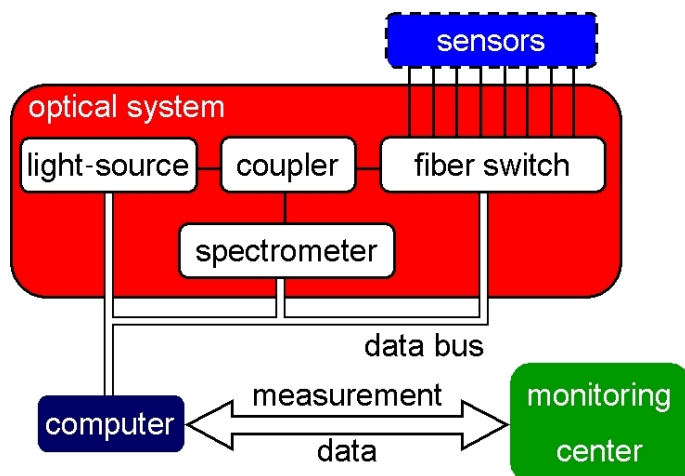 sensors
optical system
light-source
coupler
fiber switch
spectrometer
data bus
computer
measurement
data
monitoring
center